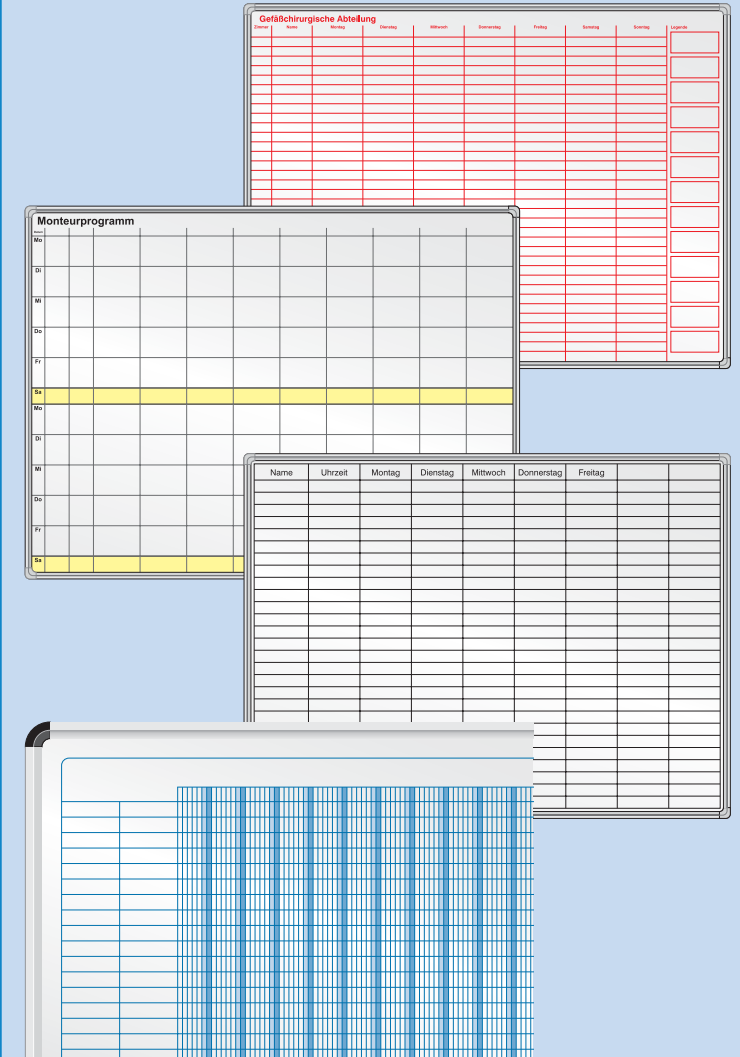 Gefäßchirurgische Abteilung
Zimmer Name Montag Dienstag Mittwoch Donnerstag Freitag Samstag Sonntag Legende
Monteurprogramm
Datum
Mo
Di
Mi
Do
Fr
Sa
Mo
Di
Mi
Do
Fr
Sa
Name Uhrzeit Montag Dienstag Mittwoch Donnerstag Freitag